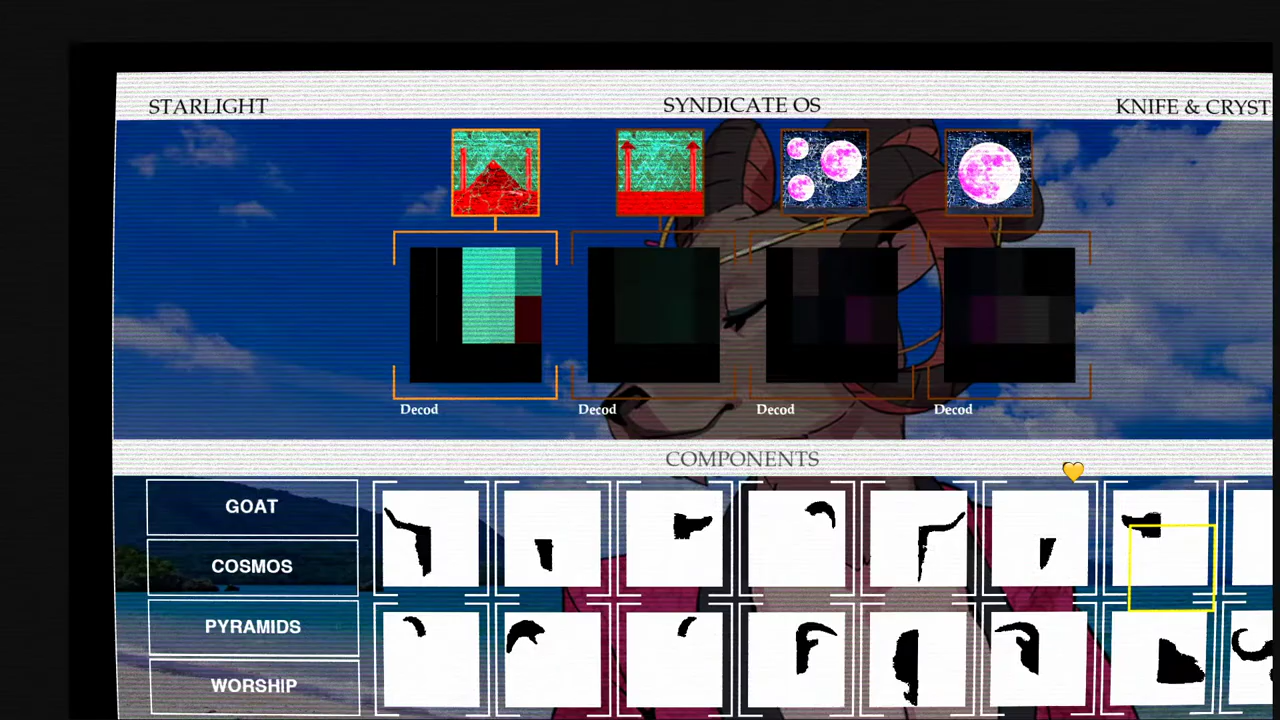 STARLIGHT SYNDICATE OS KNIFE & CRYST
Decod Decod Decod Decod
COMPONENTS
GOAT
COSMOS
PYRAMIDS
WORSHIP